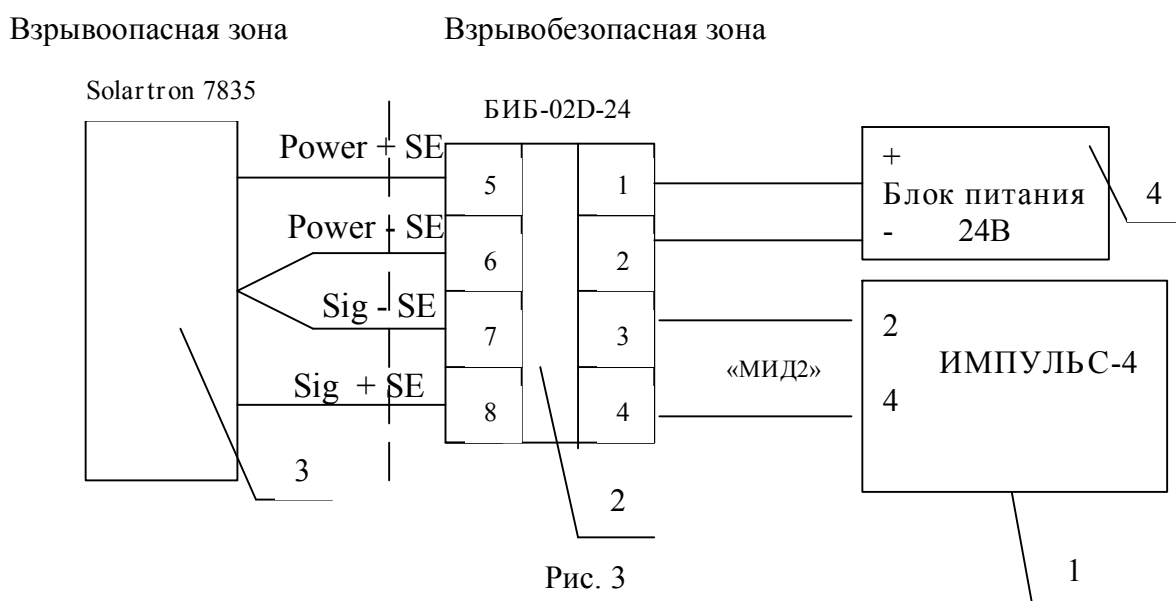 Взрывоопасная зона
Взрывобезопасная зона
Solartron 7835
БИБ-02D-24
Power + SE
Power - SE
Sig - SE
Sig + SE
5
6
7
8
1
2
3
4
+
Блок питания
- 24В
4
«МИД2»
2
ИМПУЛЬС-4
4
3
2
1
Рис. 3